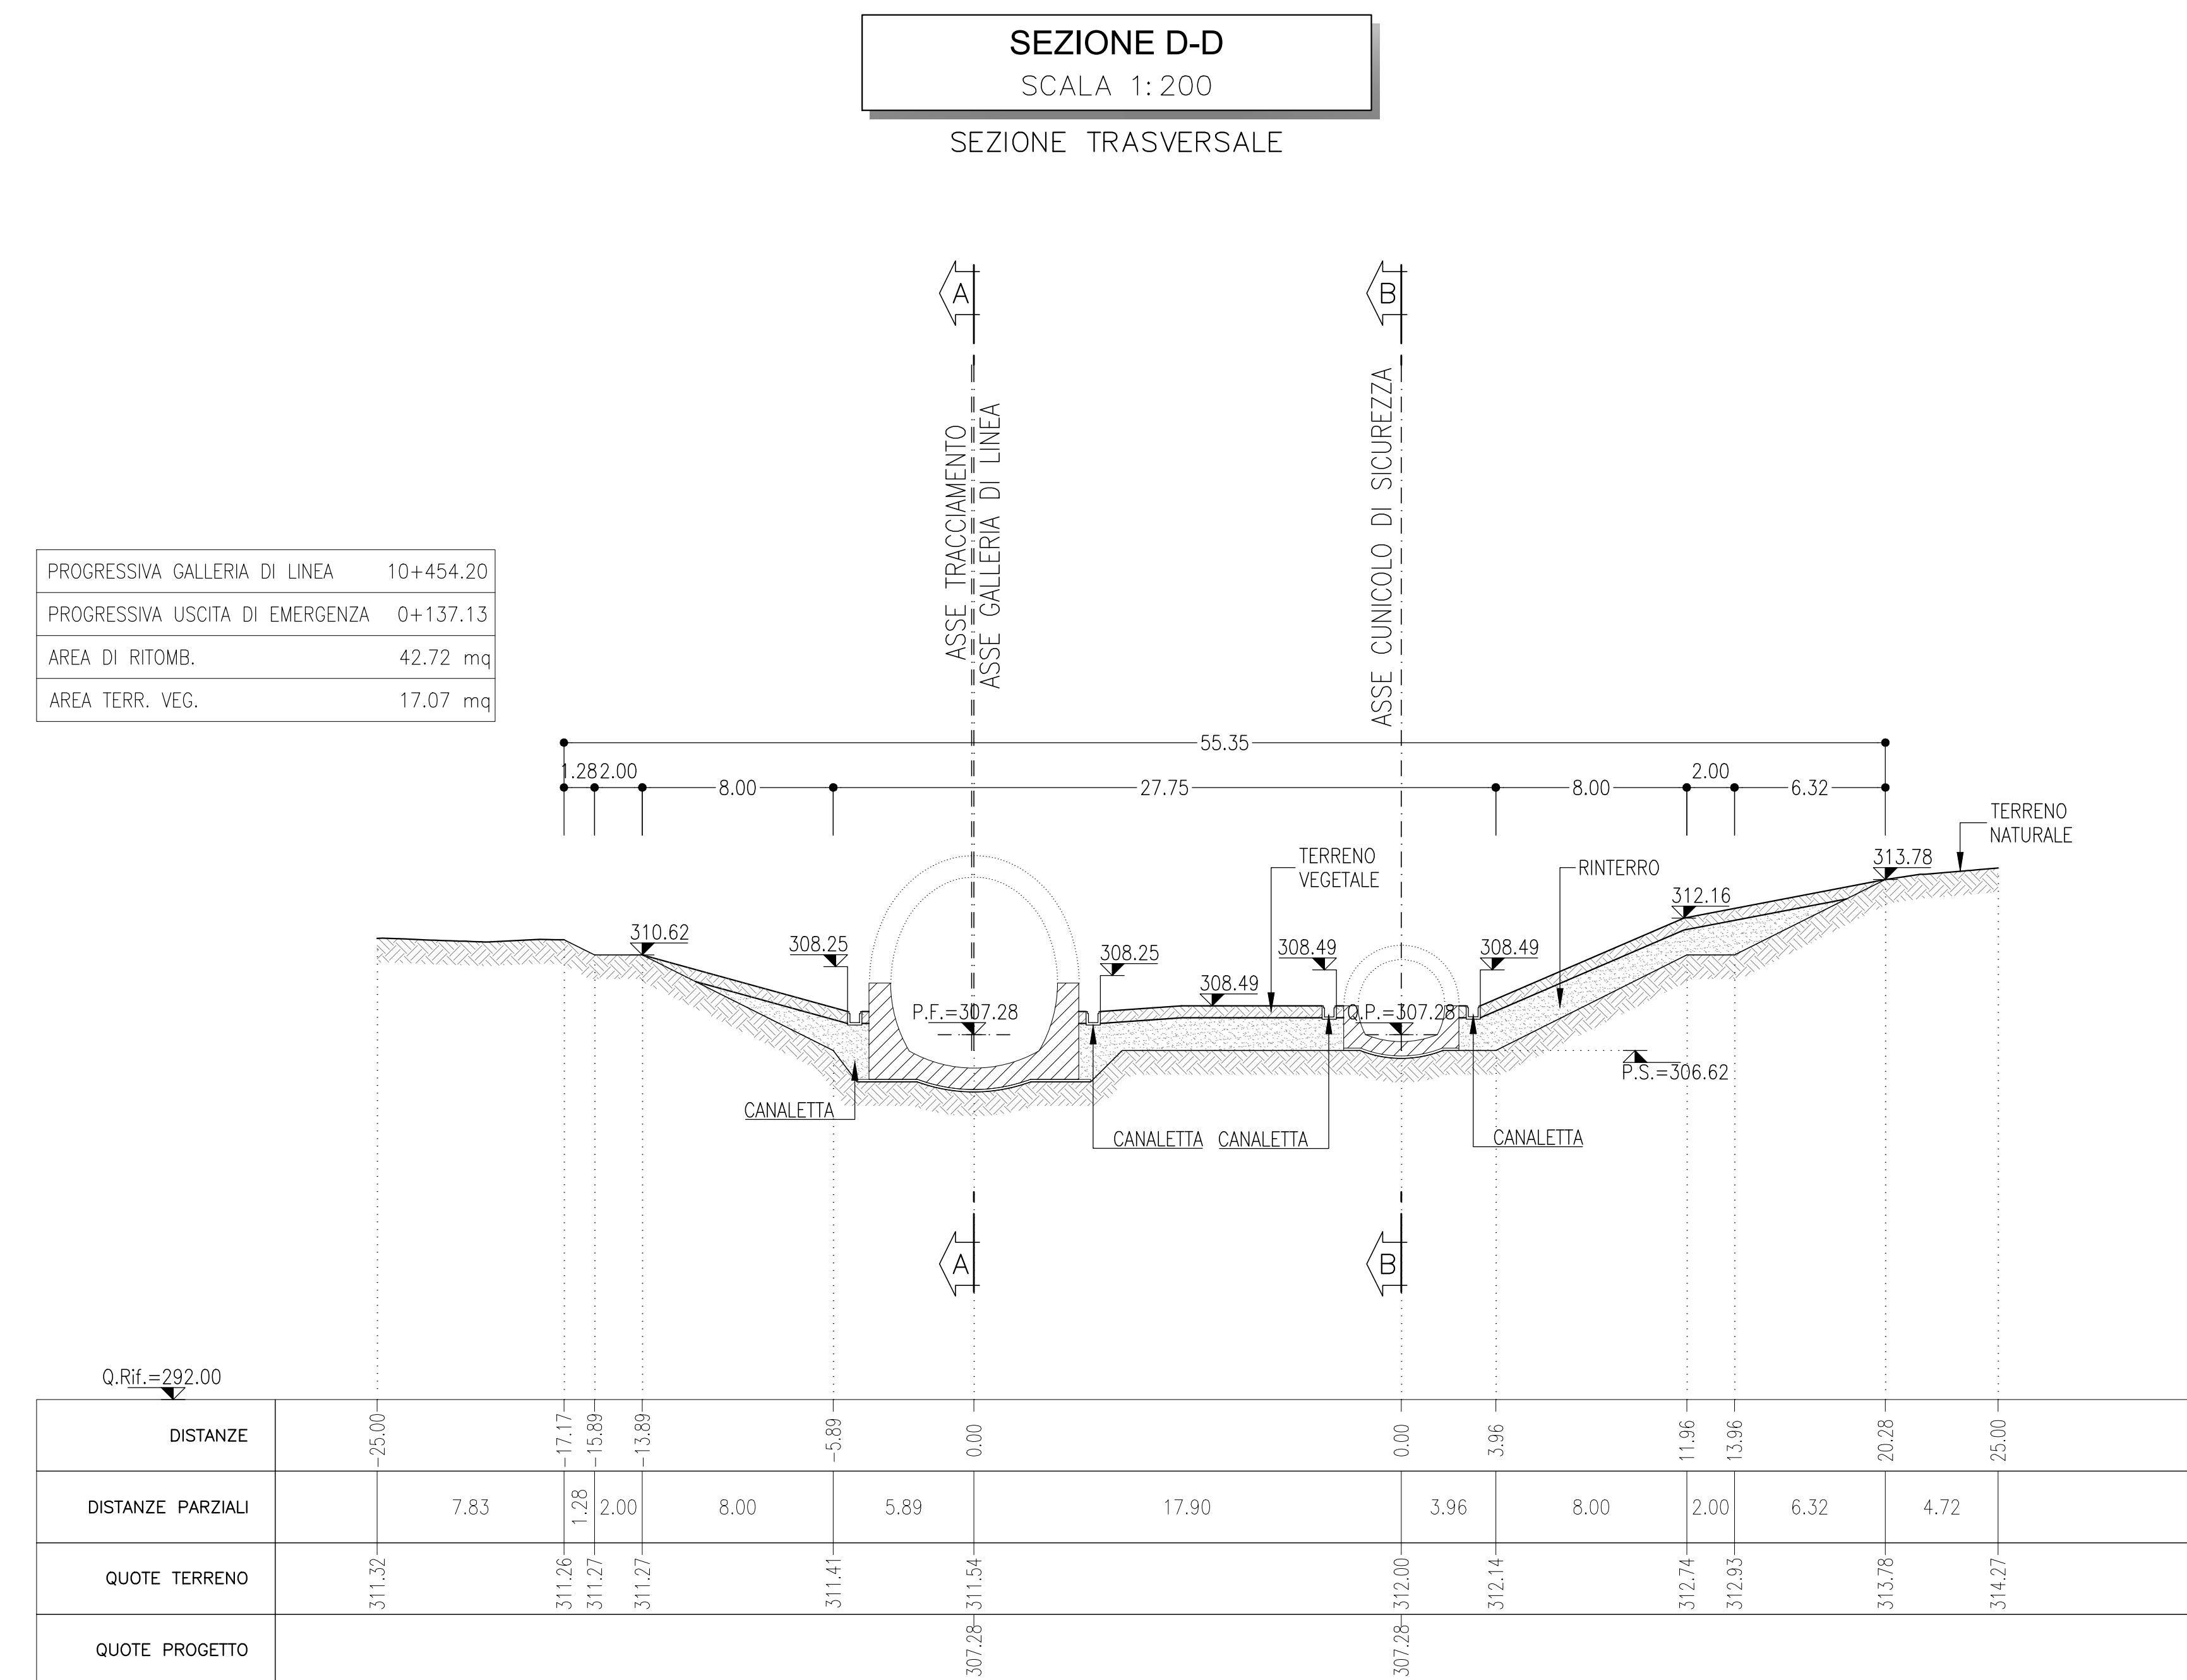 SEZIONE D-D
SCALA 1:200
SEZIONE TRASVERSALE
A
B
ASSE TRACCIAMENTO
ASSE GALLERIA DI LINEA
ASSE CUNICOLO DI SICUREZZA
PROGRESSIVA GALLERIA DI LINEA 10+454.20
PROGRESSIVA USCITA DI EMERGENZA 0+137.13
AREA DI RITOMB. 42.72 mq
AREA TERR. VEG. 17.07 mq
55.35
1.28 2.00 8.00 27.75 8.00 2.00 6.32
TERRENO
NATURALE
TERRENO
VEGETALE
RINTERRO
313.78
312.16
310.62
308.25
308.25
308.49
308.49
308.49
P.F.=307.28
Q.P.=307.28
P.S.=306.62
CANALETTA
CANALETTA
CANALETTA
CANALETTA
A
B
Q.Rif.=292.00
DISTANZE -25.00 -17.17 -15.89 -13.89 -5.89 0.00 0.00 3.96 11.96 13.96 20.28 25.00
DISTANZE PARZIALI 7.83 1.28 2.00 8.00 5.89 17.90 3.96 8.00 2.00 6.32 4.72
QUOTE TERRENO 311.32 311.26 311.27 311.27 311.41 311.54 312.00 312.14 312.74 312.93 313.78 314.27
QUOTE PROGETTO 307.28 307.28